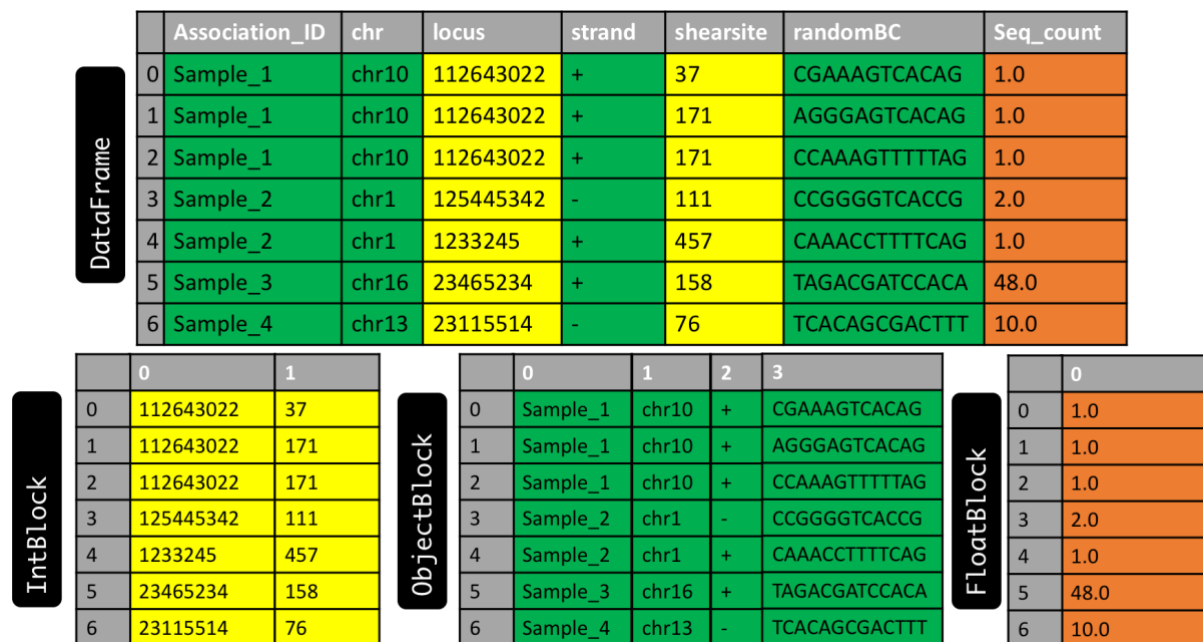 Association_ID chr locus strand shearsite randomBC Seq_count
0 Sample_1 chr10 112643022 + 37 CGAAAGTCACAG 1.0
1 Sample_1 chr10 112643022 + 171 AGGGAGTCACAG 1.0
2 Sample_1 chr10 112643022 + 171 CCAAAGTTTTTAG 1.0
3 Sample_2 chr1 125445342 - 111 CCGGGGTCACCG 2.0
4 Sample_2 chr1 1233245 + 457 CAAACCTTTTCAG 1.0
5 Sample_3 chr16 23465234 + 158 TAGACGATCCACA 48.0
6 Sample_4 chr13 23115514 - 76 TCACAGCGACTTT 10.0
DataFrame
0 1
0 112643022 37
1 112643022 171
2 112643022 171
3 125445342 111
4 1233245 457
5 23465234 158
6 23115514 76
IntBlock
0 1 2 3
0 Sample_1 chr10 + CGAAAGTCACAG
1 Sample_1 chr10 + AGGGAGTCACAG
2 Sample_1 chr10 + CCAAAGTTTTTAG
3 Sample_2 chr1 - CCGGGGTCACCG
4 Sample_2 chr1 + CAAACCTTTTCAG
5 Sample_3 chr16 + TAGACGATCCACA
6 Sample_4 chr13 - TCACAGCGACTTT
ObjectBlock
0
0 1.0
1 1.0
2 1.0
3 2.0
4 1.0
5 48.0
6 10.0
FloatBlock